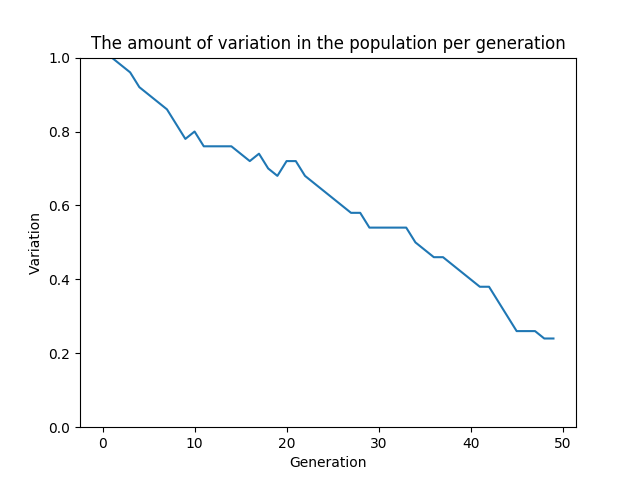 The amount of variation in the population per generation
1.0
0.8
0.6
0.4
0.2
0.0
Variation
0 10 20 30 40 50
Generation